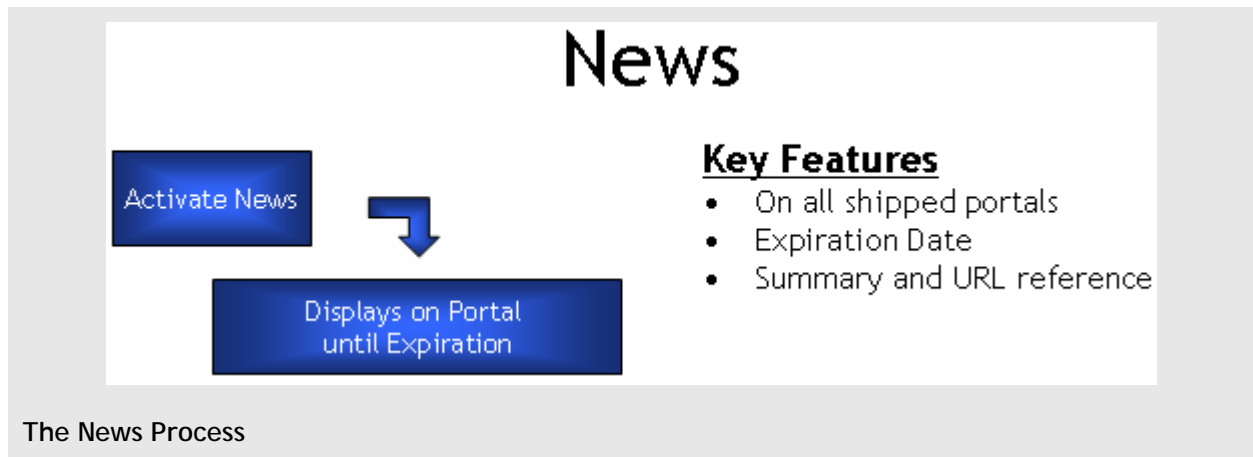 News
Activate News
Displays on Portal
until Expiration
Key Features
• On all shipped portals
• Expiration Date
• Summary and URL reference
The News Process